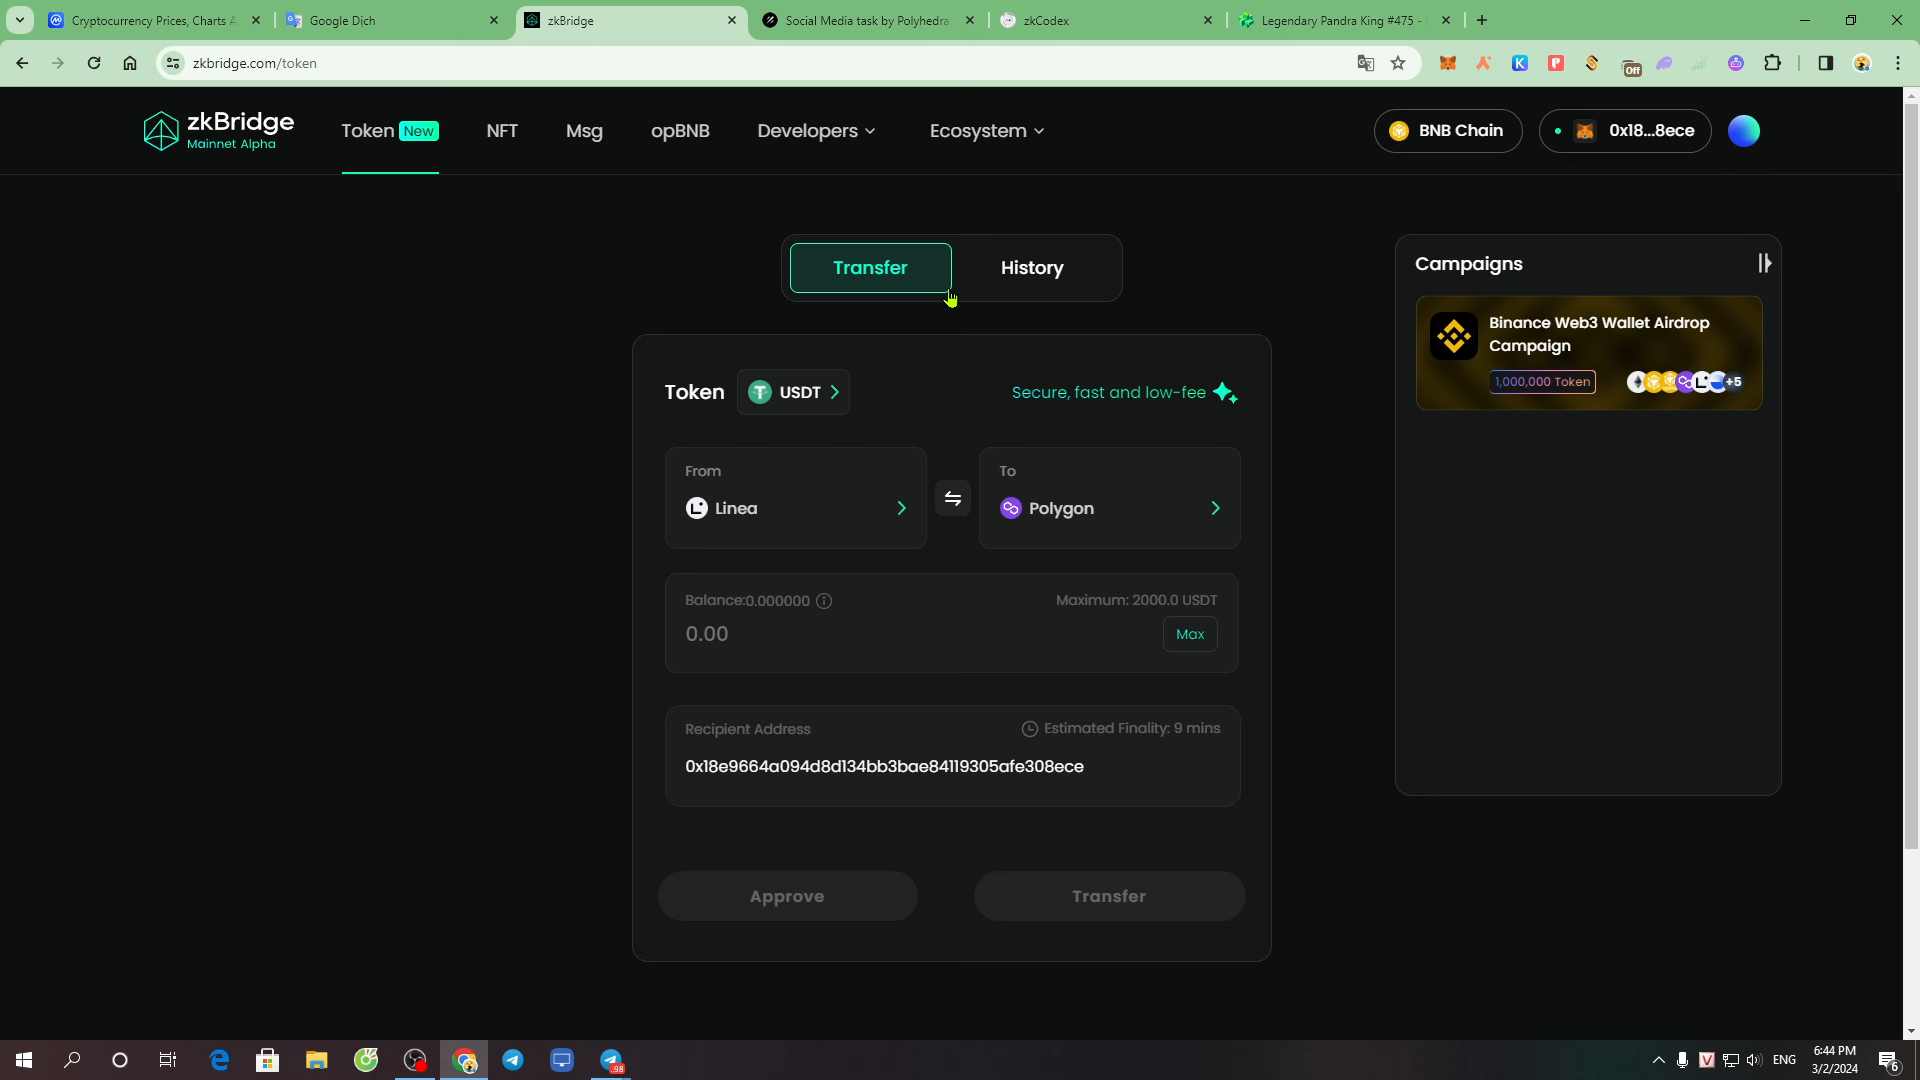 Cryptocurrency Prices, Charts A
Google Dịch
zkBridge
Social Media task by Polyhedra
zkCodex
Legendary Pandra King #475 -
zkbridge.com/token
Off
zkBridge
Mainnet Alpha
Token New
NFT
Msg
opBNB
Developers
Ecosystem
BNB Chain
0x18...8ece
Transfer
History
Campaigns
Binance Web3 Wallet Airdrop
Campaign
1,000,000 Token
+5
Token
USDT
Secure, fast and low-fee
From
To
Linea
Polygon
Balance:0.000000
Maximum: 2000.0 USDT
0.00
Max
Recipient Address
Estimated Finality: 9 mins
0x18e9664a094d8d134bb3bae84119305afe308ece
Approve
Transfer
98
ENG
6:44 PM
3/2/2024
6